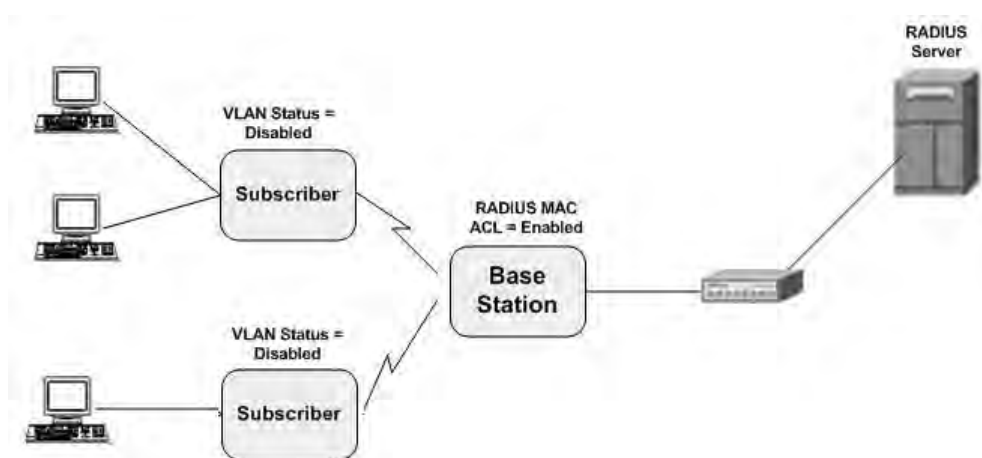 RADIUS
Server
VLAN Status =
Disabled
Subscriber
RADIUS MAC
ACL = Enabled
Base
Station
VLAN Status =
Disabled
Subscriber